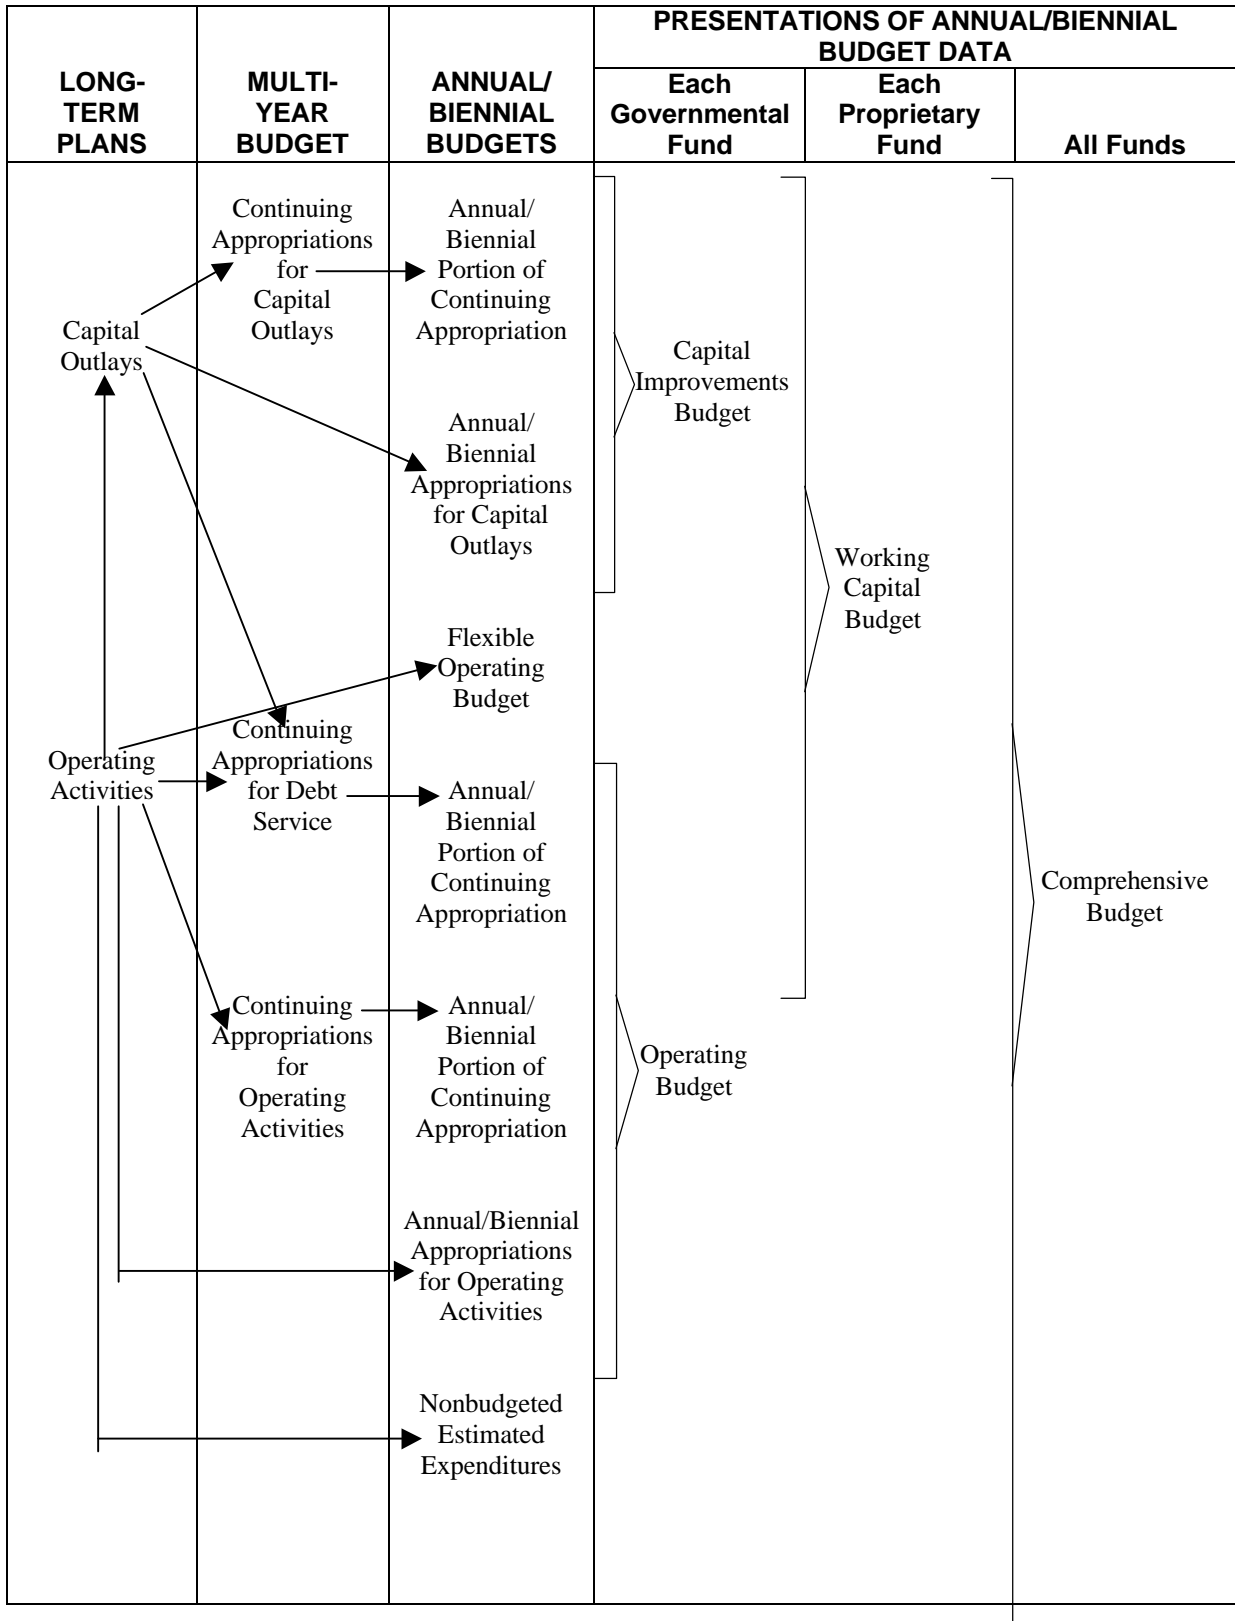 PRESENTATIONS OF ANNUAL/BIENNIAL
BUDGET DATA
LONG-
TERM
PLANS
MULTI-
YEAR
BUDGET
ANNUAL/
BIENNIAL
BUDGETS
Each
Governmental
Fund
Each
Proprietary
Fund
All Funds
Capital
Outlays
Operating
Activities
Continuing
Appropriations
for
Capital
Outlays
Continuing
Appropriations
for Debt
Service
Continuing
Appropriations
for
Operating
Activities
Annual/
Biennial
Portion of
Continuing
Appropriation
Annual/
Biennial
Appropriations
for Capital
Outlays
Flexible
Operating
Budget
Annual/
Biennial
Portion of
Continuing
Appropriation
Annual/
Biennial
Portion of
Continuing
Appropriation
Annual/Biennial
Appropriations
for Operating
Activities
Nonbudgeted
Estimated
Expenditures
Capital
Improvements
Budget
Operating
Budget
Working
Capital
Budget
Comprehensive
Budget